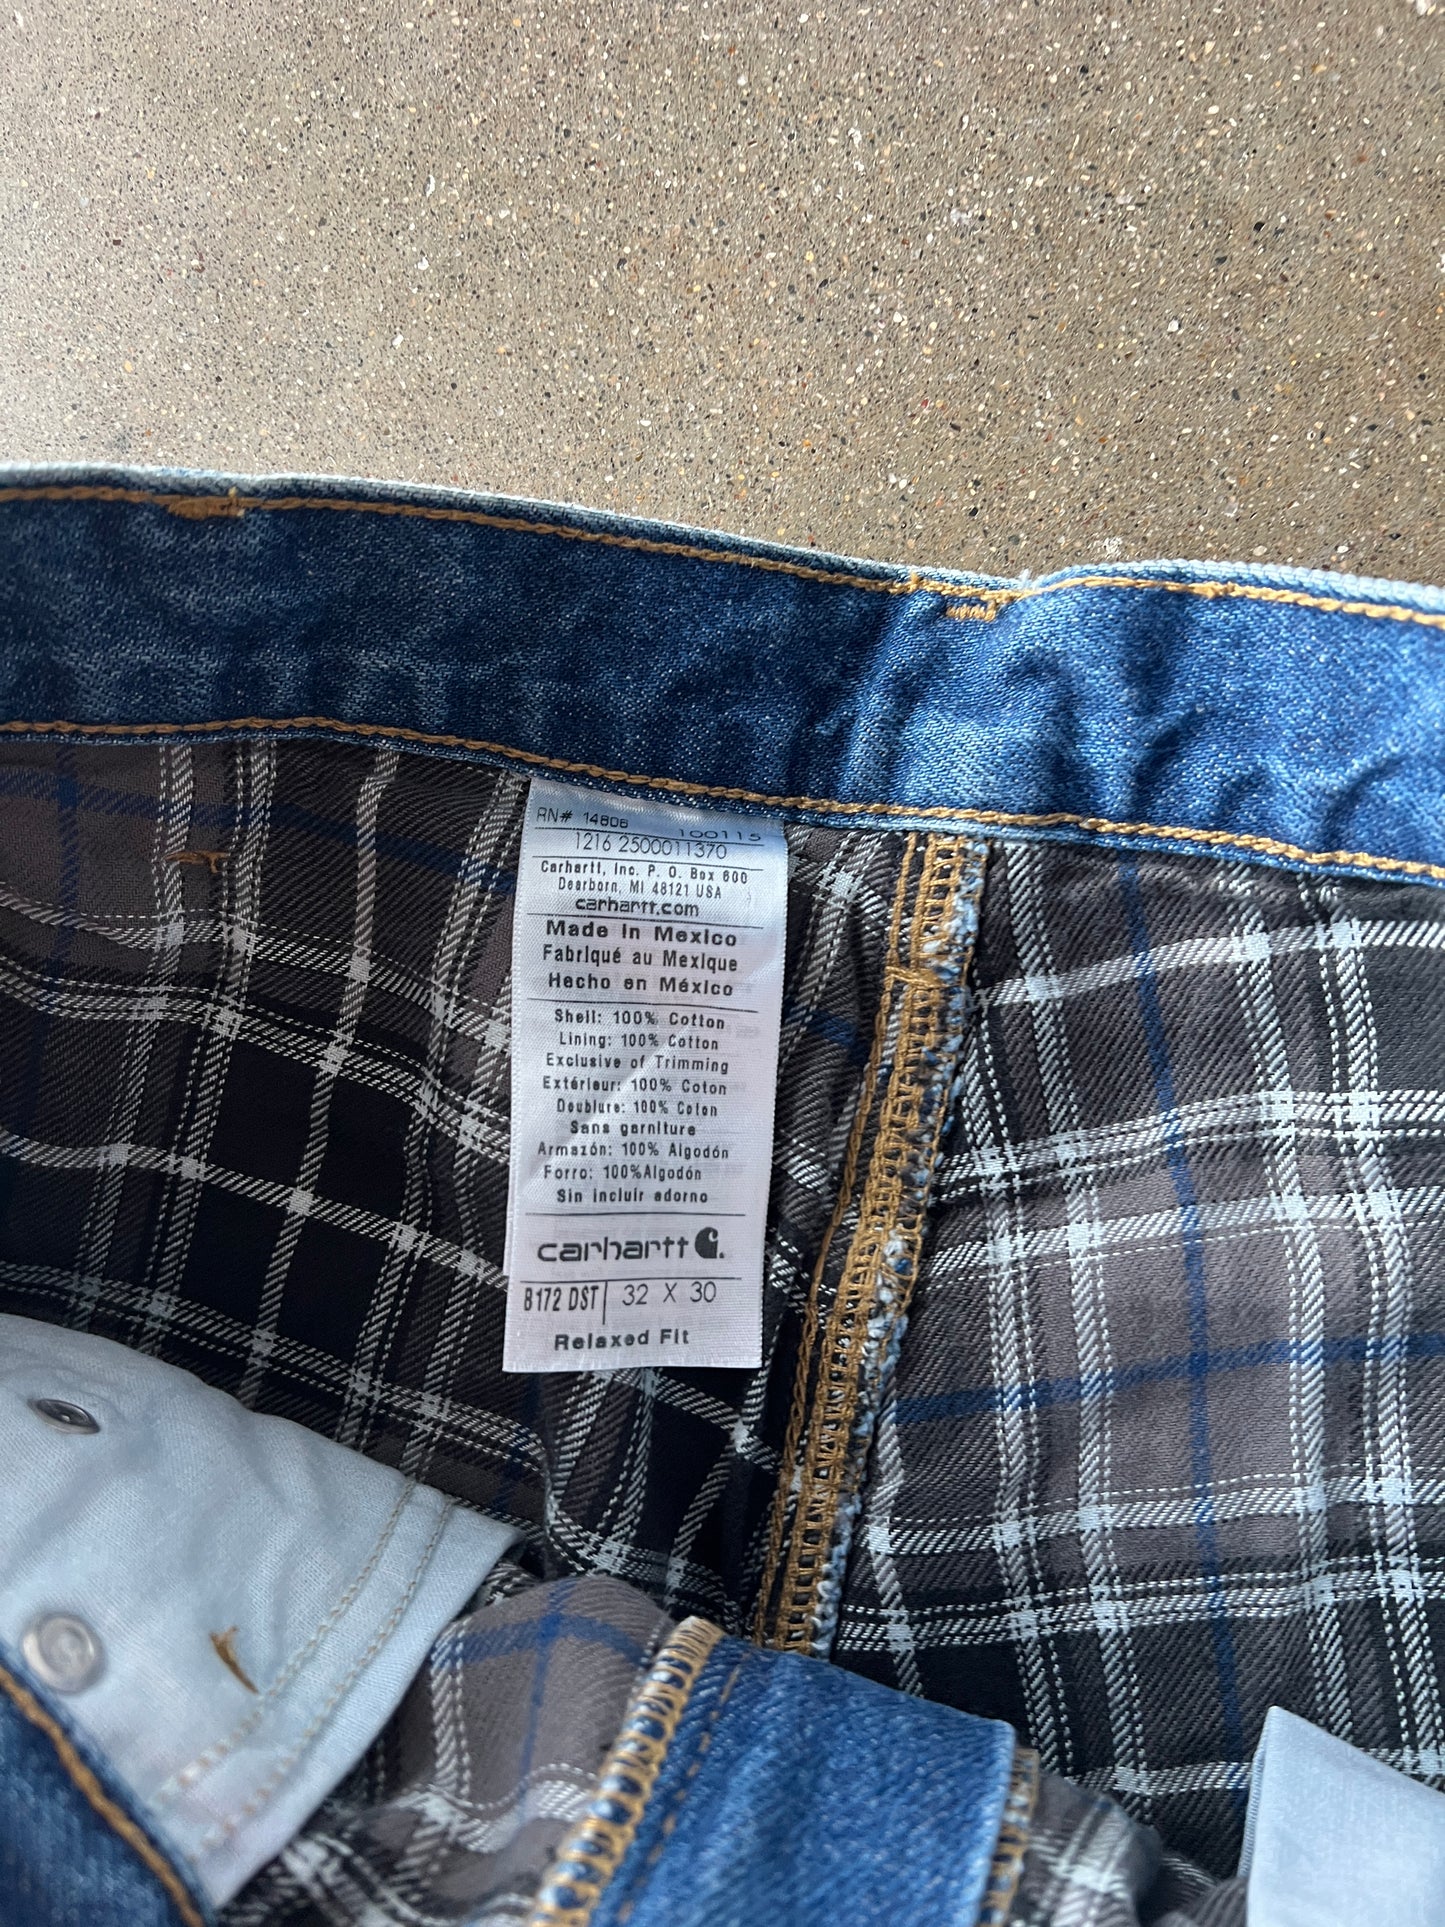 RN# 14806
100115
1216 2500011370
Carhartt, Inc. P. O. Box 600
Dearborn, MI 48121 USA
carhartt.com
Made in Mexico
Fabriqué au Mexique
Hecho en México
Shell: 100% Cotton
Lining: 100% Cotton
Exclusive of Trimming
Extérieur: 100% Coton
Doublure: 100% Coton
Sans garniture
Armazón: 100% Algodón
Forro: 100%Algodón
Sin incluir adorno
carhartt
B172 DST 32 X 30
Relaxed Fit